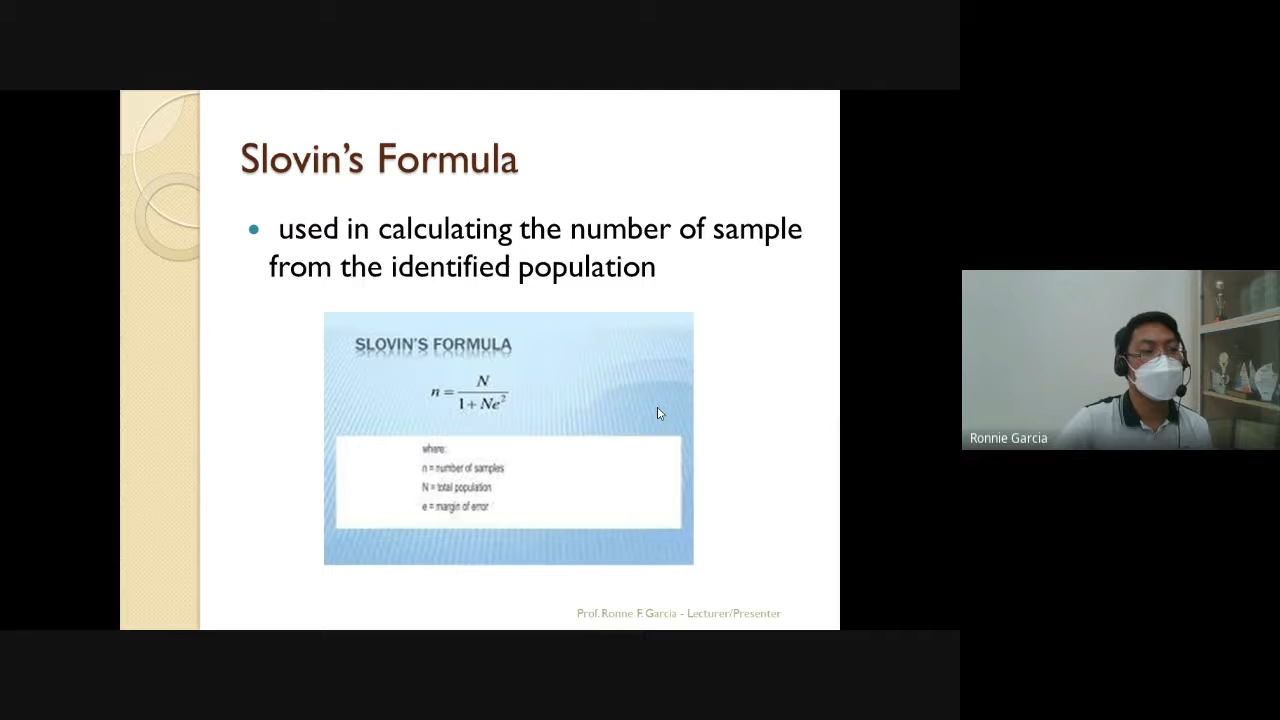 Slovin's Formula
• used in calculating the number of sample
from the identified population
SLOVIN'S FORMULA
n = N / 1 + Ne²
where:
n = number of samples
N = total population
e = margin of error
Prof. Ronne F. Garcia - Lecturer/Presenter
Ronnie Garcia